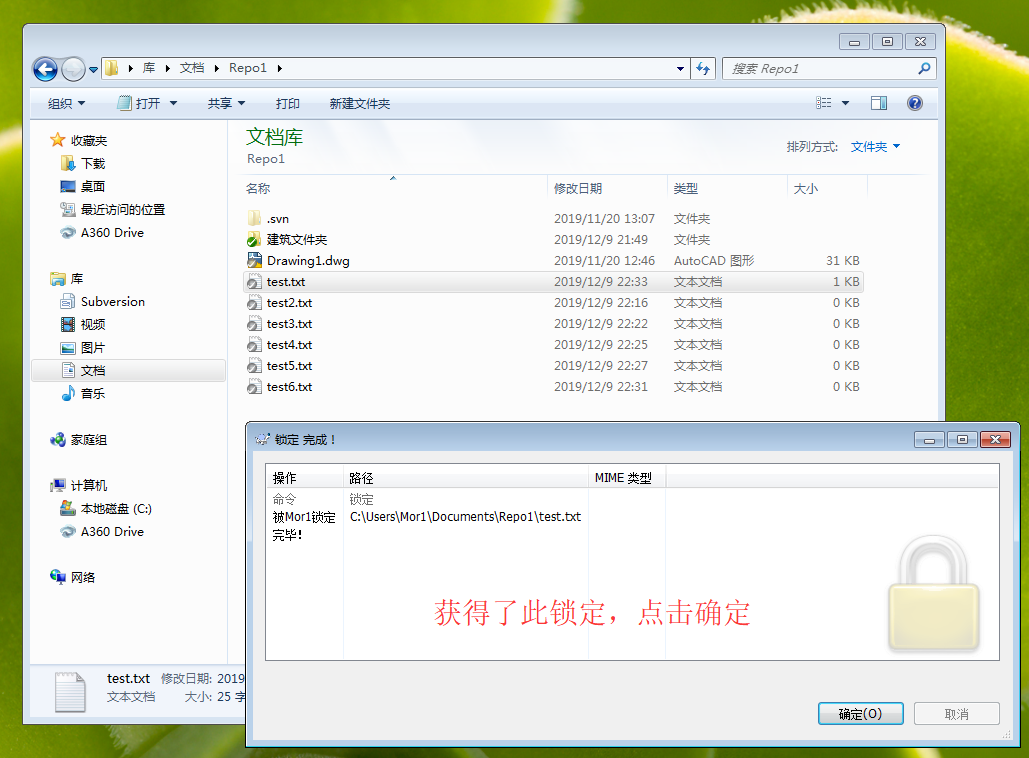 库 文档 Repo1
搜索 Repo1
组织 打开 共享 打印 新建文件夹
收藏夹
下载
桌面
最近访问的位置
A360 Drive
库
Subversion
视频
图片
文档
音乐
家庭组
计算机
本地磁盘 (C:)
A360 Drive
网络
文档库
Repo1
排列方式: 文件夹
名称 修改日期 类型 大小
.svn 2019/11/20 13:07 文件夹
建筑文件夹 2019/12/9 21:49 文件夹
Drawing1.dwg 2019/11/20 12:46 AutoCAD 图形 31 KB
test.txt 2019/12/9 22:33 文本文档 1 KB
test2.txt 2019/12/9 22:16 文本文档 0 KB
test3.txt 2019/12/9 22:22 文本文档 0 KB
test4.txt 2019/12/9 22:25 文本文档 0 KB
test5.txt 2019/12/9 22:27 文本文档 0 KB
test6.txt 2019/12/9 22:31 文本文档 0 KB
test.txt 修改日期: 2019
文本文档 大小: 25 字
锁定 完成！
操作 路径 MIME 类型
命令 锁定
被Mor1锁定 C:\Users\Mor1\Documents\Repo1\test.txt
完毕！
获得了此锁定，点击确定
确定(O) 取消